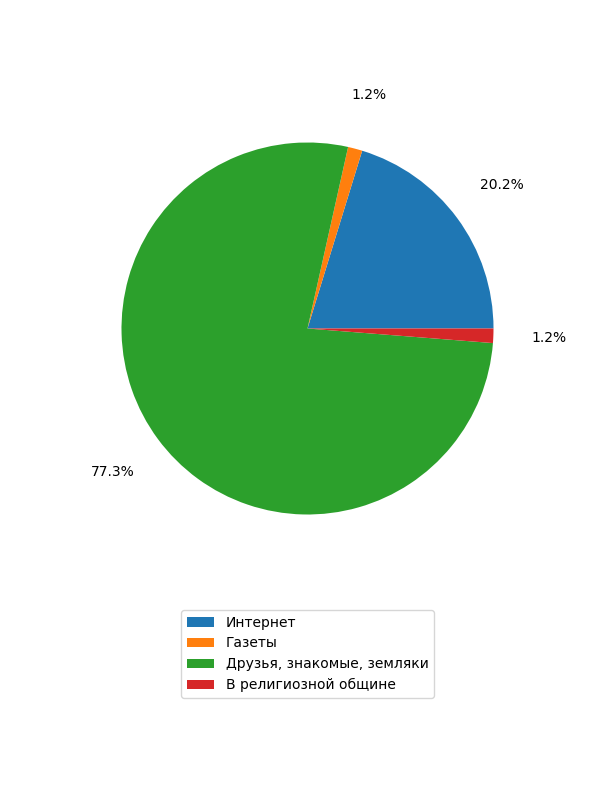 1.2%
20.2%
1.2%
77.3%
Интернет
Газеты
Друзья, знакомые, земляки
В религиозной общине